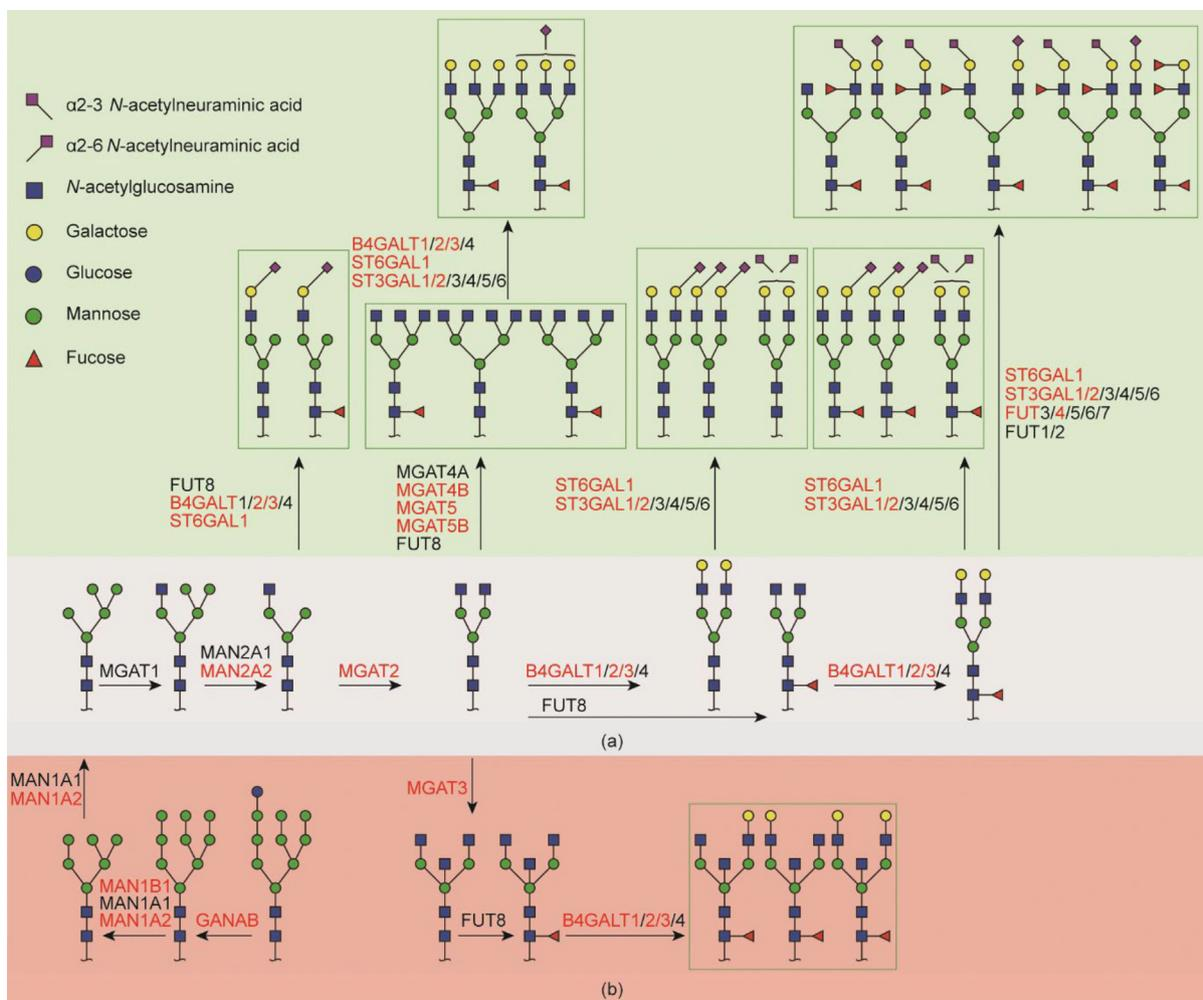 α2-3 N-acetylneuraminic acid
α2-6 N-acetylneuraminic acid
N-acetylglucosamine
Galactose
Glucose
Mannose
Fucose
B4GALT1/2/3/4
ST6GAL1
ST3GAL1/2/3/4/5/6
FUT8
B4GALT1/2/3/4
ST6GAL1
MGAT4A
MGAT4B
MGAT5
MGAT5B
FUT8
ST6GAL1
ST3GAL1/2/3/4/5/6
ST6GAL1
ST3GAL1/2/3/4/5/6
ST6GAL1
ST3GAL1/2/3/4/5/6
FUT3/4/5/6/7
FUT1/2
MGAT1
MAN2A1
MAN2A2
MGAT2
B4GALT1/2/3/4
FUT8
B4GALT1/2/3/4
(a)
MAN1A1
MAN1A2
MAN1B1
MAN1A1
MAN1A2
GANAB
MGAT3
FUT8
B4GALT1/2/3/4
(b)